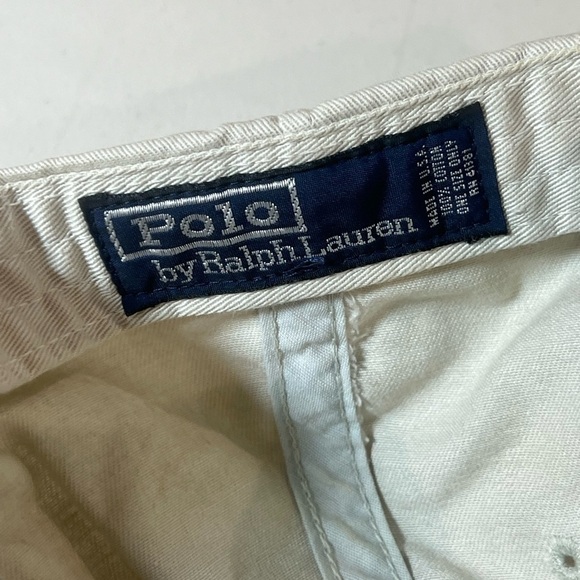 Polo
by Ralph Lauren
MADE IN U.S.A.
100% COTTON
ONE SIZE ONLY
RN 41381